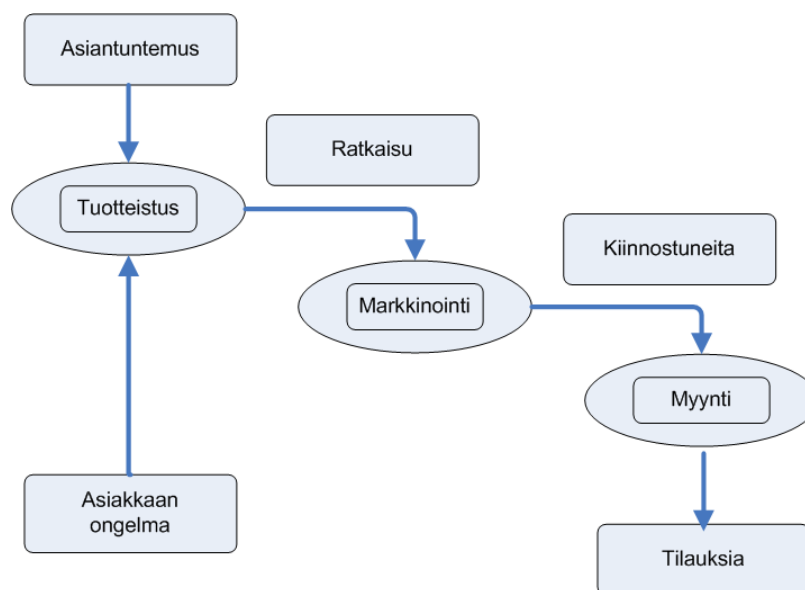 Asiantuntemus
Ratkaisu
Tuotteistus
Kiinnostuneita
Markkinointi
Myynti
Asiakkaan
ongelma
Tilauksia